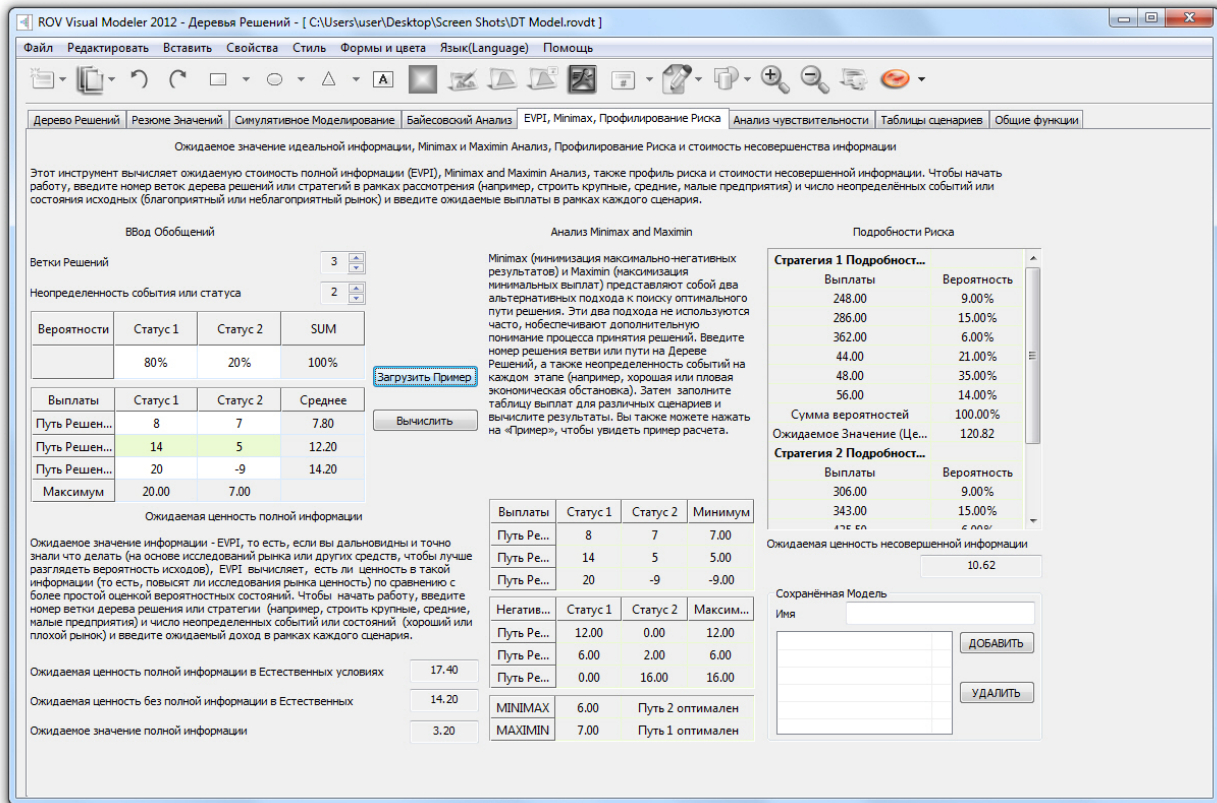 ROV Visual Modeler 2012 - Деревья Решений - [ C:\Users\user\Desktop\Screen Shots\DT Model.rovdt ]
Файл Редактировать Вставить Свойства Стиль Формы и цвета Язык(Language) Помощь
A
Дерево Решений Резюме Значений Симулятивное Моделирование Байесовский Анализ EVPI, Minimax, Профилирование Риска Анализ чувствительности Таблицы сценариев Общие функции
Ожидаемое значение идеальной информации, Minimax и Maximin Анализ, Профилирование Риска и стоимость несовершенства информации
Этот инструмент вычисляет ожидаемую стоимость полной информации (EVPI), Minimax and Maximin Анализ, также профиль риска и стоимости несовершенной информации. Чтобы начать
работу, введите номер веток дерева решений или стратегий в рамках рассмотрения (например, строить крупные, средние, малые предприятия) и число неопределённых событий или
состояния исходных (благоприятный или неблагоприятный рынок) и введите ожидаемые выплаты в рамках каждого сценария.
ВВод Обобщений
Ветки Решений 3
Неопределенность события или статуса 2
Вероятности Статус 1 Статус 2 SUM
80% 20% 100%
Выплаты Статус 1 Статус 2 Среднее
Путь Решен... 8 7 7.80
Путь Решен... 14 5 12.20
Путь Решен... 20 -9 14.20
Максимум 20.00 7.00
Загрузить Пример
Вычислить
Ожидаемая ценность полной информации
Ожидаемое значение информации - EVPI, то есть, если вы дальновидны и точно
знали что делать (на основе исследований рынка или других средств, чтобы лучше
разглядеть вероятность исходов), EVPI вычисляет, есть ли ценность в такой
информации (то есть, повысят ли исследования рынка ценность) по сравнению с
более простой оценкой вероятностных состояний. Чтобы начать работу, введите
номер ветки дерева решения или стратегии (например, строить крупные, средние,
малые предприятия) и число неопределенных событий или состояний (хороший или
плохой рынок) и введите ожидаемый доход в рамках каждого сценария.
Ожидаемая ценность полной информации в Естественных условиях 17.40
Ожидаемая ценность без полной информации в Естественных 14.20
Ожидаемое значение полной информации 3.20
Анализ Minimax and Maximin
Minimax (минимизация максимально-негативных
результатов) и Maximin (максимизация
минимальных выплат) представляют собой два
альтернативных подхода к поиску оптимального
пути решения. Эти два подхода не используются
часто, нобеспечивают дополнительную
понимание процесса принятия решений. Введите
номер решения ветви или пути на Дереве
Решений, а также неопределенность событий на
каждом этапе (например, хорошая или пловая
экономическая обстановка). Затем заполните
таблицу выплат для различных сценариев и
вычислите результаты. Вы также можете нажать
на «Пример», чтобы увидеть пример расчета.
Выплаты Статус 1 Статус 2 Минимум
Путь Ре... 8 7 7.00
Путь Ре... 14 5 5.00
Путь Ре... 20 -9 -9.00
Негатив... Статус 1 Статус 2 Максим...
Путь Ре... 12.00 0.00 12.00
Путь Ре... 6.00 2.00 6.00
Путь Ре... 0.00 16.00 16.00
MINIMAX 6.00 Путь 2 оптимален
MAXIMIN 7.00 Путь 1 оптимален
Подробности Риска
Стратегия 1 Подробност...
Выплаты Вероятность
248.00 9.00%
286.00 15.00%
362.00 6.00%
44.00 21.00%
48.00 35.00%
56.00 14.00%
Сумма вероятностей 100.00%
Ожидаемое Значение (Це... 120.82
Стратегия 2 Подробност...
Выплаты Вероятность
306.00 9.00%
343.00 15.00%
Ожидаемая ценность несовершенной информации
10.62
Сохранённая Модель
Имя
ДОБАВИТЬ
УДАЛИТЬ